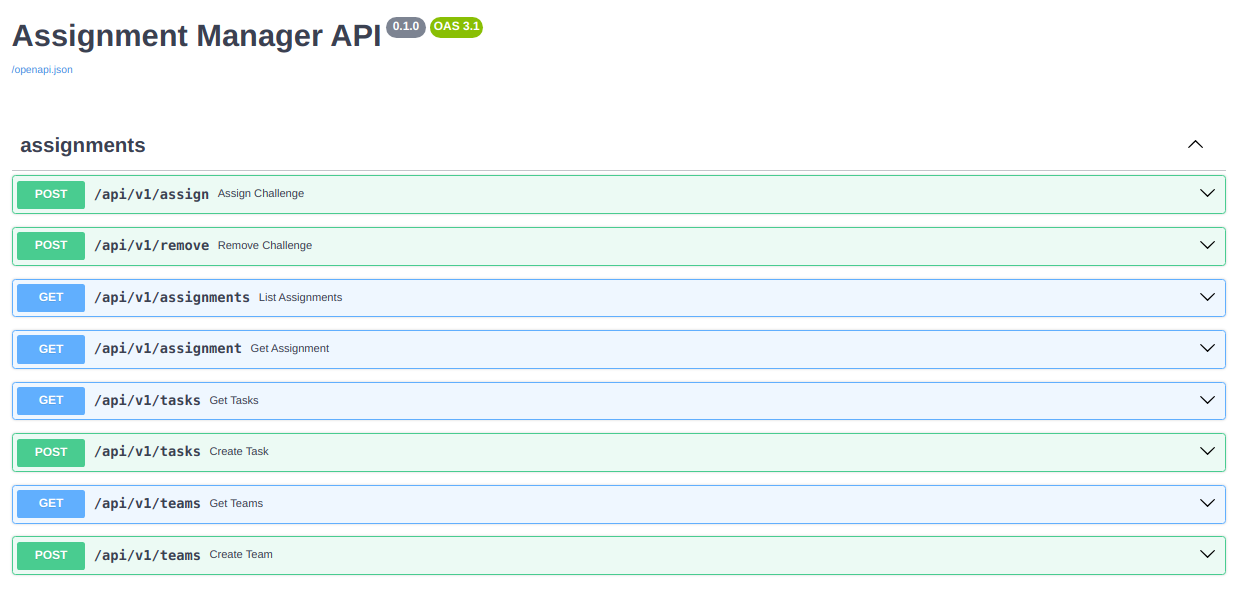 Assignment Manager API 0.1.0 OAS 3.1
/openapi.json
assignments
POST /api/v1/assign Assign Challenge
POST /api/v1/remove Remove Challenge
GET /api/v1/assignments List Assignments
GET /api/v1/assignment Get Assignment
GET /api/v1/tasks Get Tasks
POST /api/v1/tasks Create Task
GET /api/v1/teams Get Teams
POST /api/v1/teams Create Team